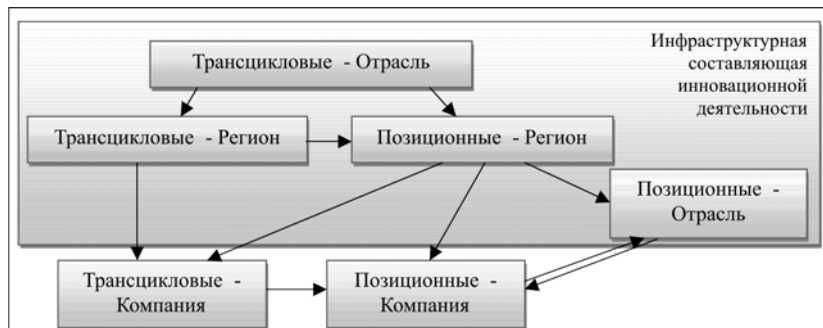 Инфраструктурная
составляющая
инновационной
деятельности
Трансцикловые - Отрасль
Трансцикловые - Регион
Позиционные - Регион
Позиционные -
Отрасль
Трансцикловые -
Компания
Позиционные -
Компания